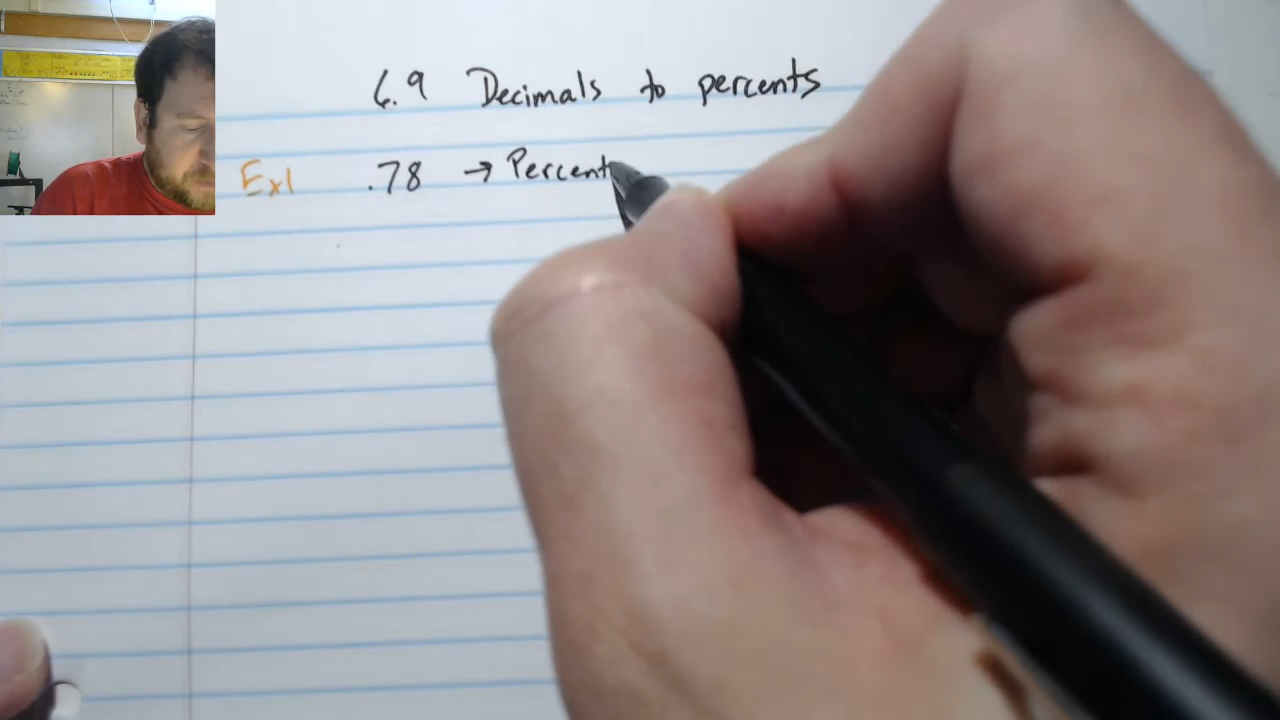 6.9 Decimals to percents
Ex1 .78 → Percent